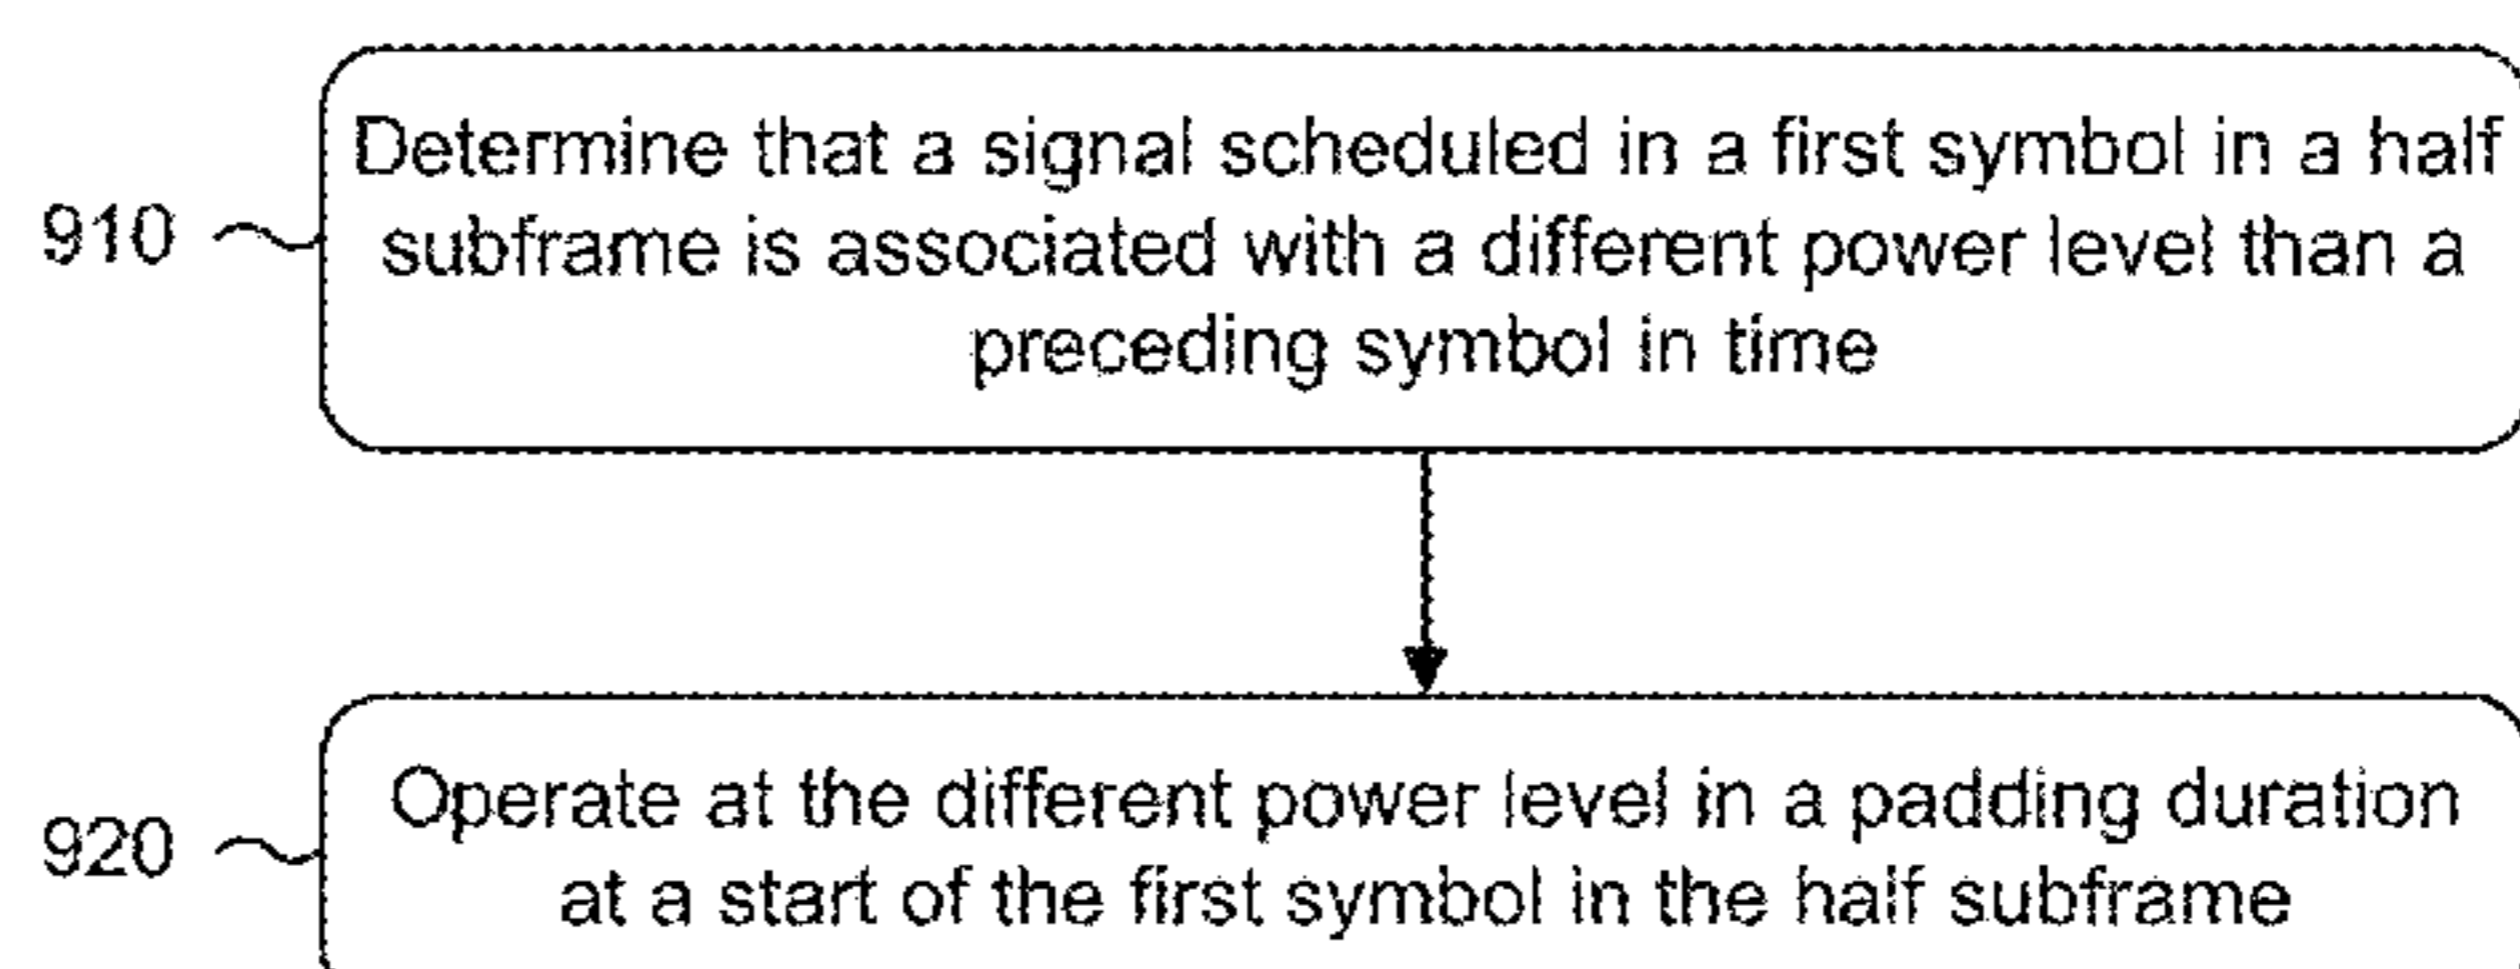 Determine that a signal scheduled in a first symbol in a half
910
subframe is associated with a different power level than a
preceding symbol in time
Operate at the different power level in a padding duration
920
at a start of the first symbol in the half subframe